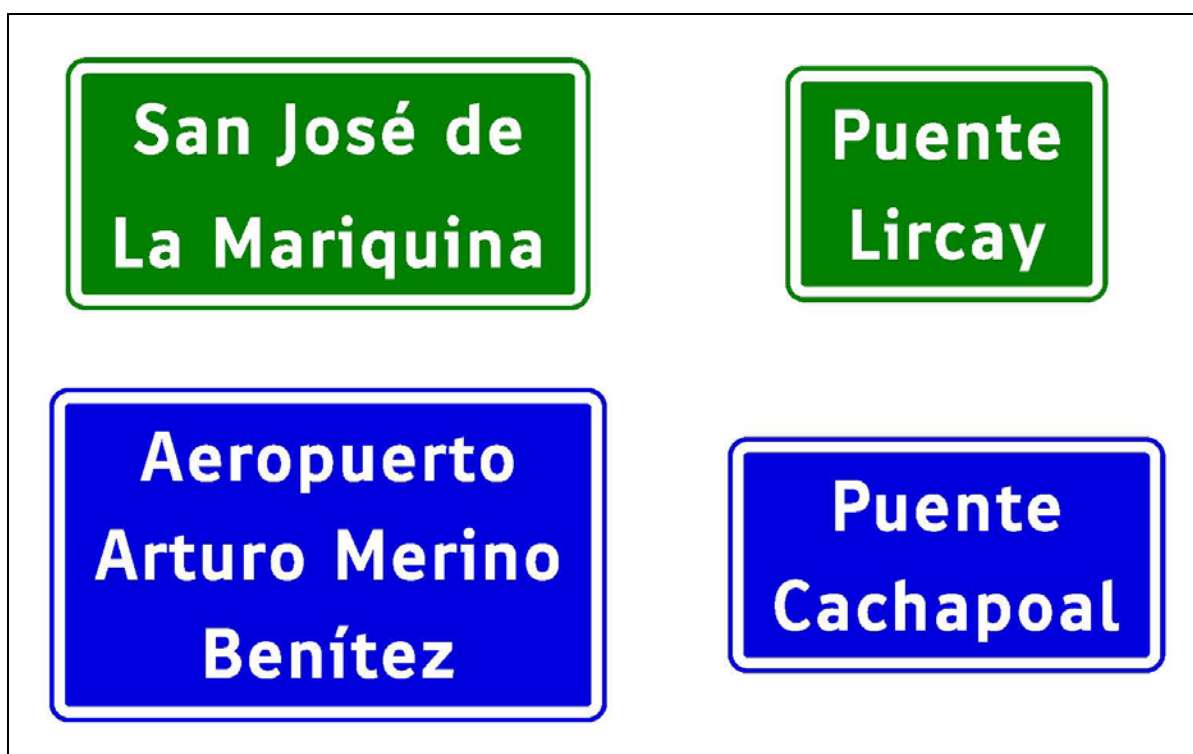 San José de
La Mariquina
Puente
Lircay
Aeropuerto
Arturo Merino
Benítez
Puente
Cachapoal